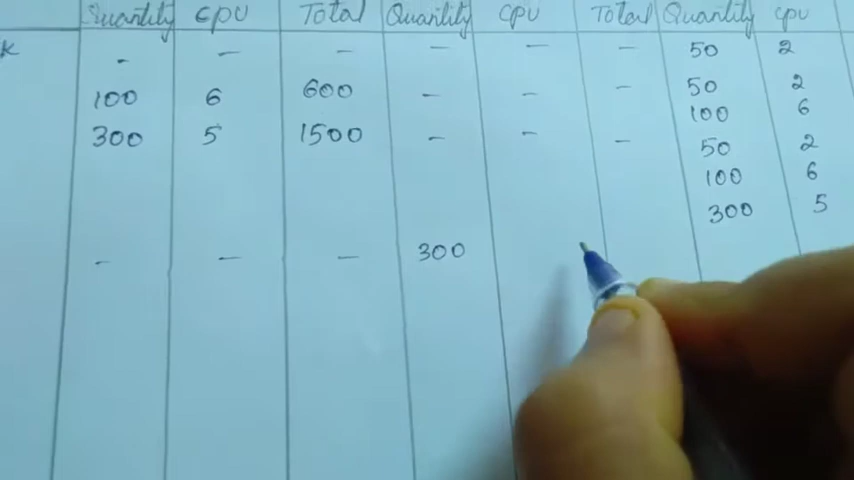 Quantity CPU Total Quantity CPU Total Quantity CPU
k - - - - - - 50 2
100 6 600 - - - 50 2
100 6
300 5 1500 - - - 50 2
100 6
300 5
- - - 300